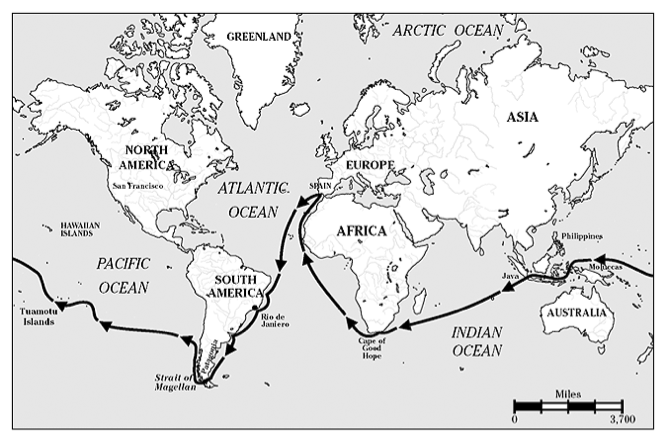 ARCTIC OCEAN
GREENLAND
ASIA
NORTH
AMERICA
EUROPE
San Francisco
SPAIN
ATLANTIC
OCEAN
HAWAIIAN
ISLANDS
AFRICA
Philippines
PACIFIC
OCEAN
SOUTH
AMERICA
Java
Moluccas
Tuamotu
Islands
Rio de
Janiero
AUSTRALIA
INDIAN
OCEAN
Cape of
Good
Hope
Patagonia
Strait of
Magellan
Miles
0
3,700